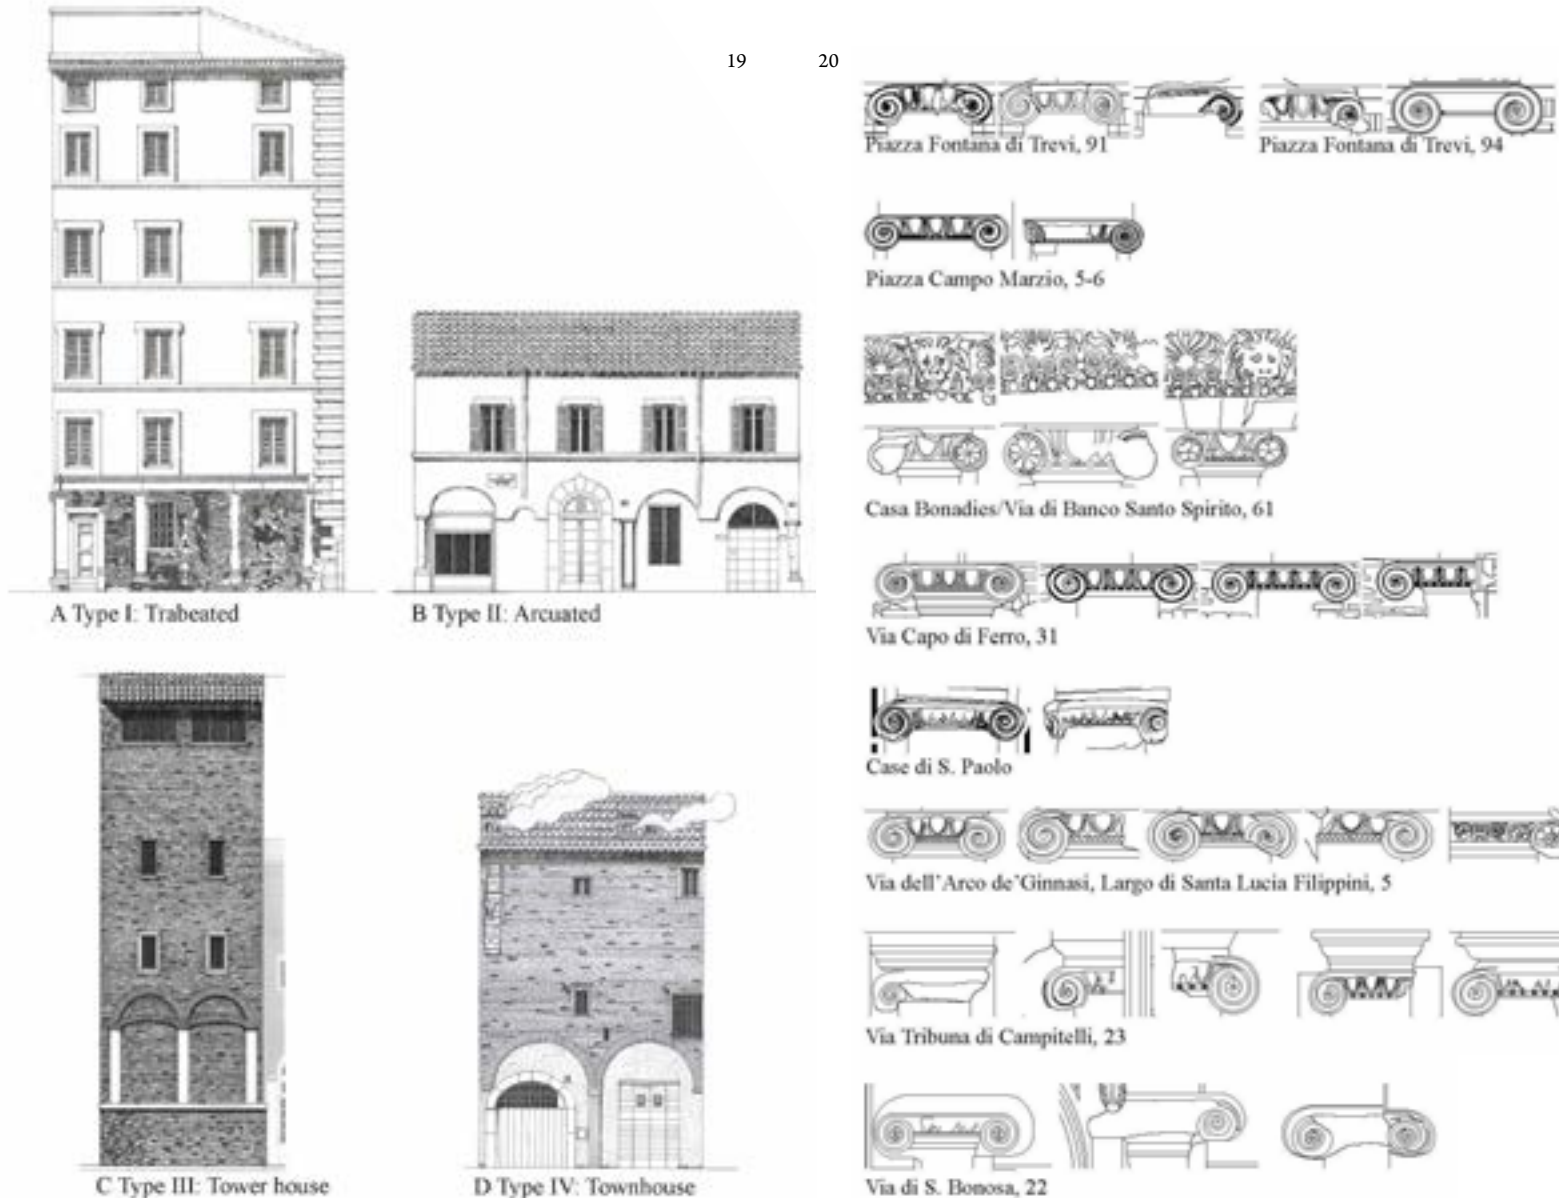 19
20
A Type I: Trabeated
B Type II: Arcuated
C Type III: Tower house
D Type IV: Townhouse
Piazza Fontana di Trevi, 91
Piazza Fontana di Trevi, 94
Piazza Campo Marzio, 5-6
Casa Bonadies/Via di Banco Santo Spirito, 61
Via Capo di Ferro, 31
Case di S. Paolo
Via dell'Arco de'Ginnasi, Largo di Santa Lucia Filippini, 5
Via Tribuna di Campitelli, 23
Via di S. Bonosa, 22